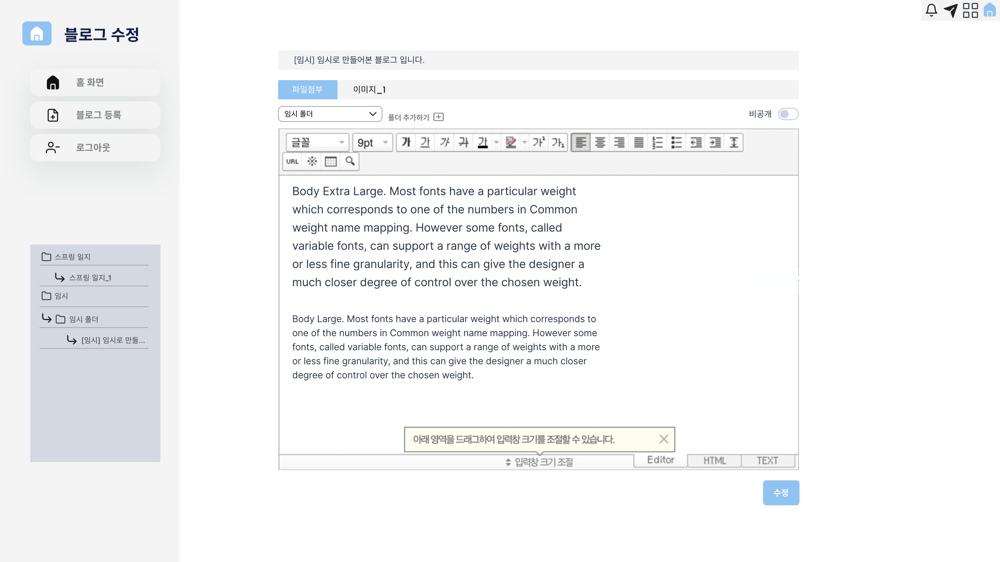 블로그 수정
홈 화면
블로그 등록
로그아웃
스프링 일지
스프링 일지_1
임시
임시 폴더
[임시] 임시로 만들...
[임시] 임시로 만들어본 블로그 입니다.
파일첨부 이미지_1
임시 폴더 폴더 추가하기 비공개
글꼴 9pt 가 가 가 가 가 가 가¹ 가₁
URL ※
Body Extra Large. Most fonts have a particular weight
which corresponds to one of the numbers in Common
weight name mapping. However some fonts, called
variable fonts, can support a range of weights with a more
or less fine granularity, and this can give the designer a
much closer degree of control over the chosen weight.
Body Large. Most fonts have a particular weight which corresponds to
one of the numbers in Common weight name mapping. However some
fonts, called variable fonts, can support a range of weights with a more
or less fine granularity, and this can give the designer a much closer
degree of control over the chosen weight.
아래 영역을 드래그하여 입력창 크기를 조절할 수 있습니다.
입력창 크기 조절 Editor HTML TEXT
수정